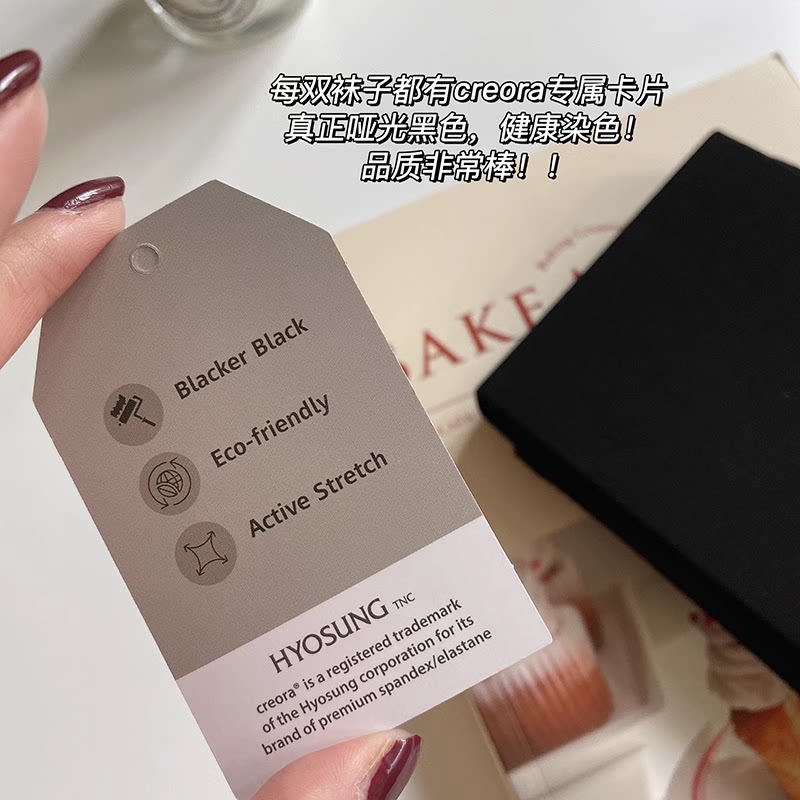 每双袜子都有creora专属卡片
真正哑光黑色，健康染色！
品质非常棒！！
Blacker Black
Eco-friendly
Active Stretch
HYOSUNG TNC
creora® is a registered trademark
of the Hyosung corporation for its
brand of premium spandex/elastane